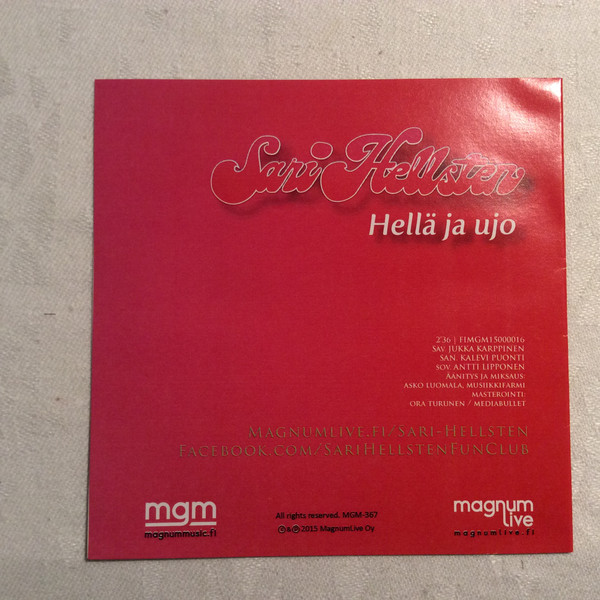 Sari Hellsten
Hellä ja ujo
2'36 | FIMGM15000016
SAV. JUKKA KARPPINEN
SAN. KALEVI PUONTI
SOV. ANTTI LIPPONEN
ÄÄNITYS JA MIKSAUS:
ASKO LUOMALA, MUSIIKKIFARMI
MASTEROINTI:
ORA TURUNEN / MEDIABULLET
MAGNUMLIVE.FI/SARI-HELLSTEN
FACEBOOK.COM/SARIHELLSTENFUNCLUB
mgm
magnummusic.fi
All rights reserved. MGM-367
©&℗ 2015 MagnumLive Oy
magnum
live
magnumlive.fi